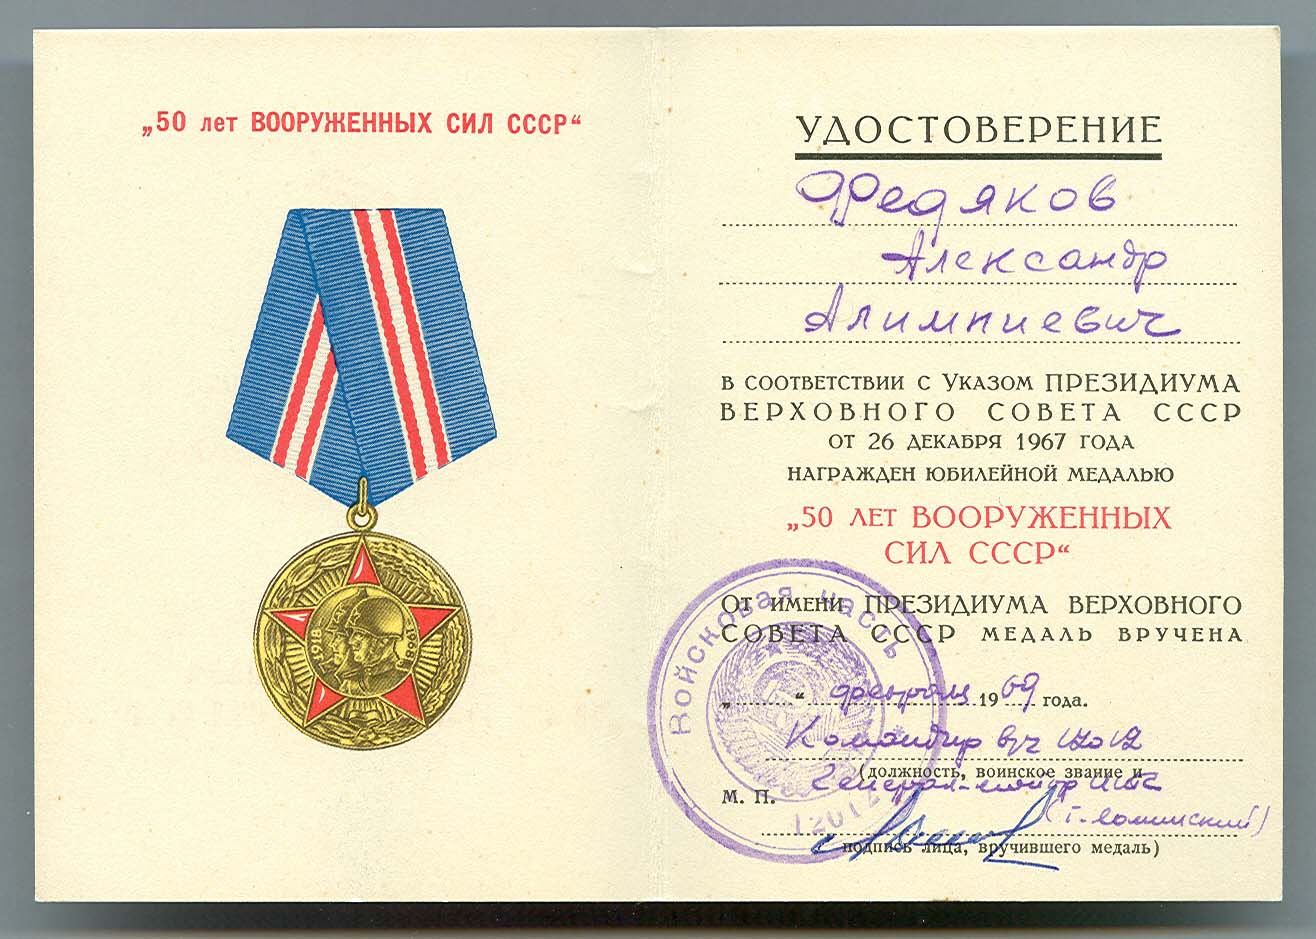 „50 лет ВООРУЖЕННЫХ СИЛ СССР“
1918
1968
УДОСТОВЕРЕНИЕ
Федяков
Александр
Алимпиевич
В СООТВЕТСТВИИ С УКАЗОМ ПРЕЗИДИУМА
ВЕРХОВНОГО СОВЕТА СССР
ОТ 26 ДЕКАБРЯ 1967 ГОДА
НАГРАЖДЕН ЮБИЛЕЙНОЙ МЕДАЛЬЮ
„50 ЛЕТ ВООРУЖЕННЫХ
СИЛ СССР“
ОТ ИМЕНИ ПРЕЗИДИУМА ВЕРХОВНОГО
СОВЕТА СССР МЕДАЛЬ ВРУЧЕНА
„ “ февраля 1969 года.
Командир в/ч 12012
(должность, воинское звание и
Генерал-майор ИТС
М. П.
подпись лица, вручившего медаль)
Войсковая часть
12012